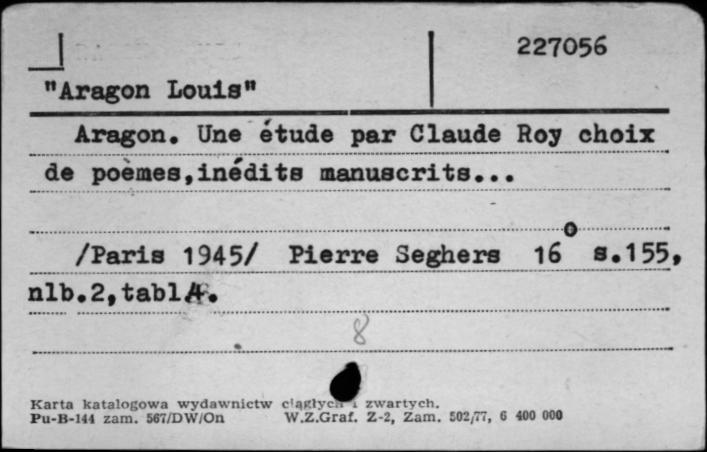 227056
"Aragon Louis"
Aragon. Une étude par Claude Roy choix
de poèmes,inédits manuscrits...
/Paris 1945/ Pierre Seghers 16° s.155,
nlb.2,tabl.4.
8
Karta katalogowa wydawnictw ciągłych i zwartych.
Pu-B-144 zam. 567/DW/On W.Z.Graf. Z-2, Zam. 502/77, 6 400 000